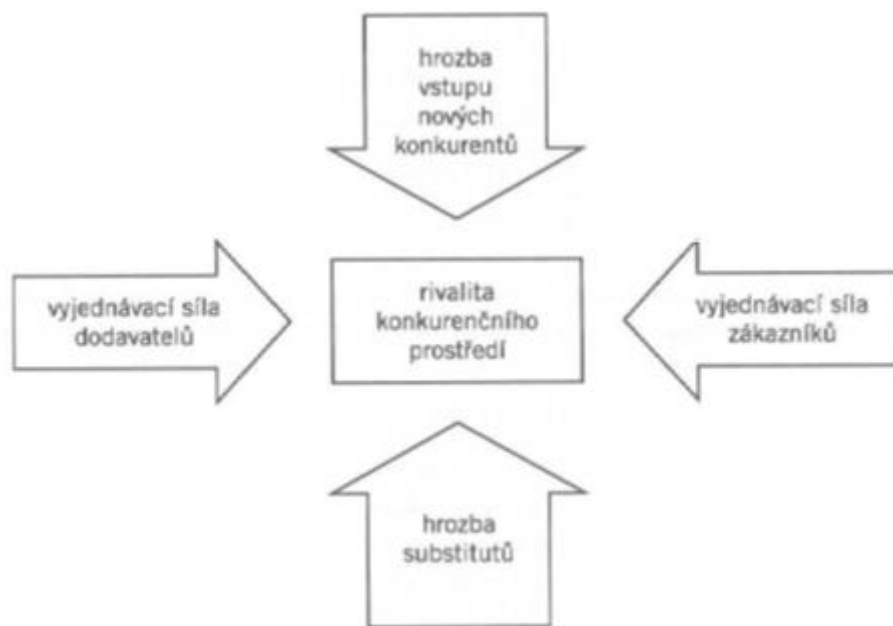 hrozba
vstupu
nových
konkurentů
vyjednávací síla
dodavatelů
rivalita
konkurenčního
prostředí
vyjednávací síla
zákazníků
hrozba
substitutů